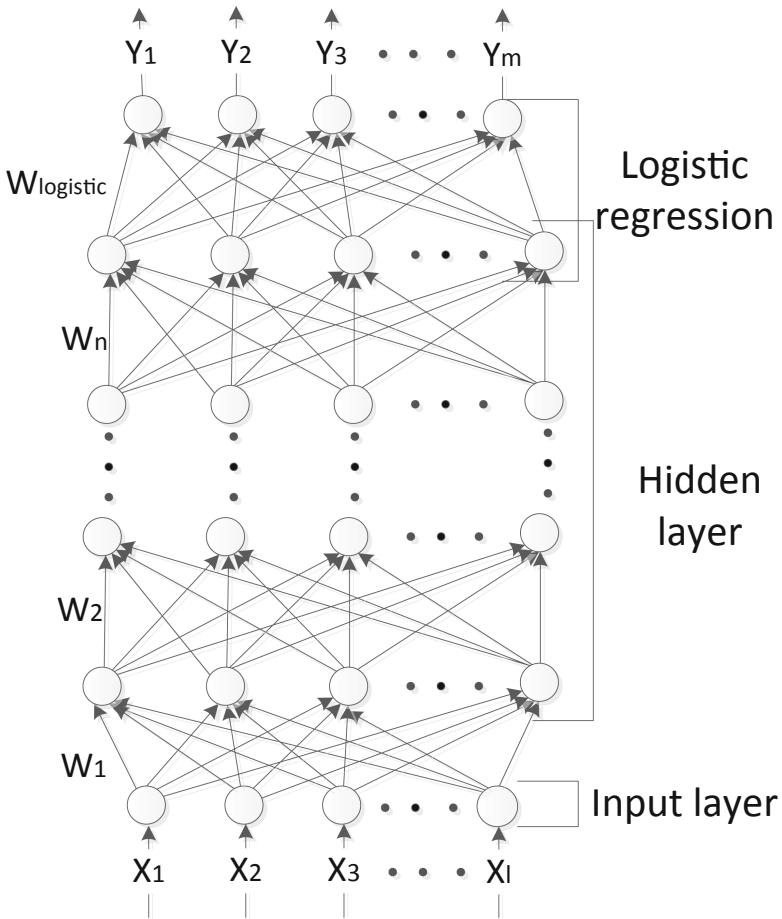 Y1 Y2 Y3 Ym
Wlogistic
Logistic
regression
Wn
Hidden
layer
W2
W1
Input layer
X1 X2 X3 Xl